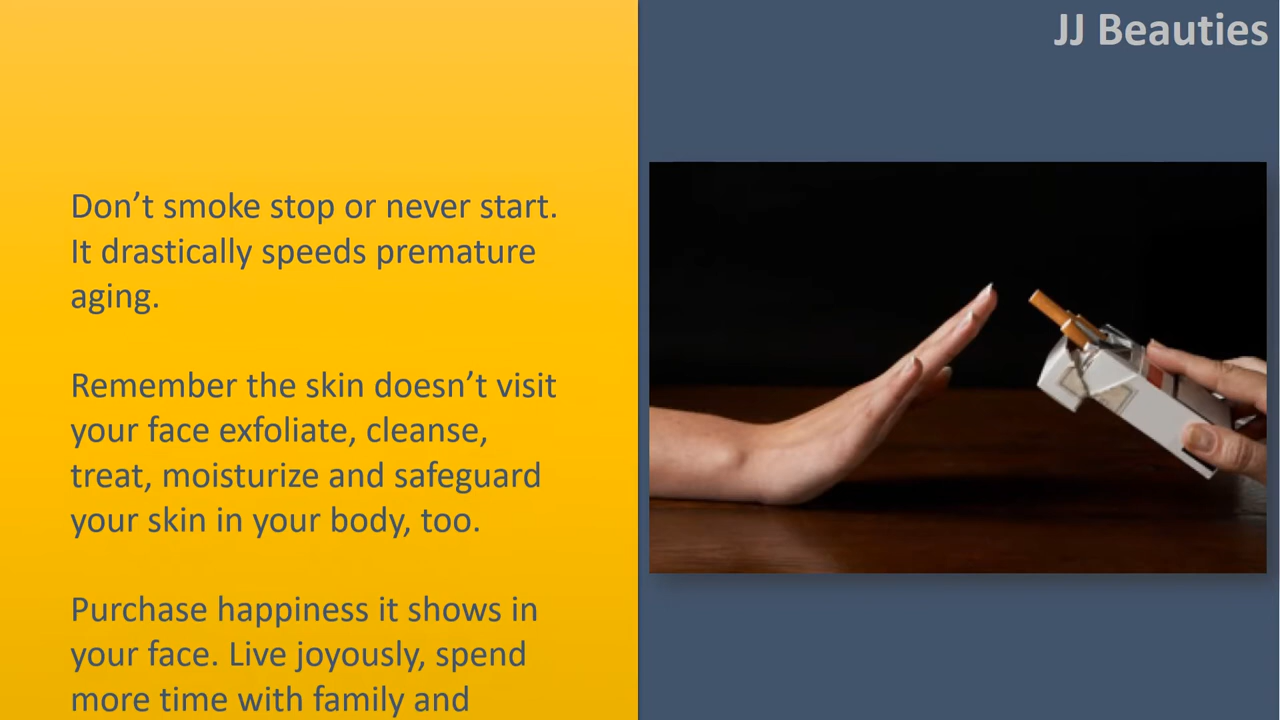 JJ Beauties
Don’t smoke stop or never start.
It drastically speeds premature
aging.
Remember the skin doesn’t visit
your face exfoliate, cleanse,
treat, moisturize and safeguard
your skin in your body, too.
Purchase happiness it shows in
your face. Live joyously, spend
more time with family and